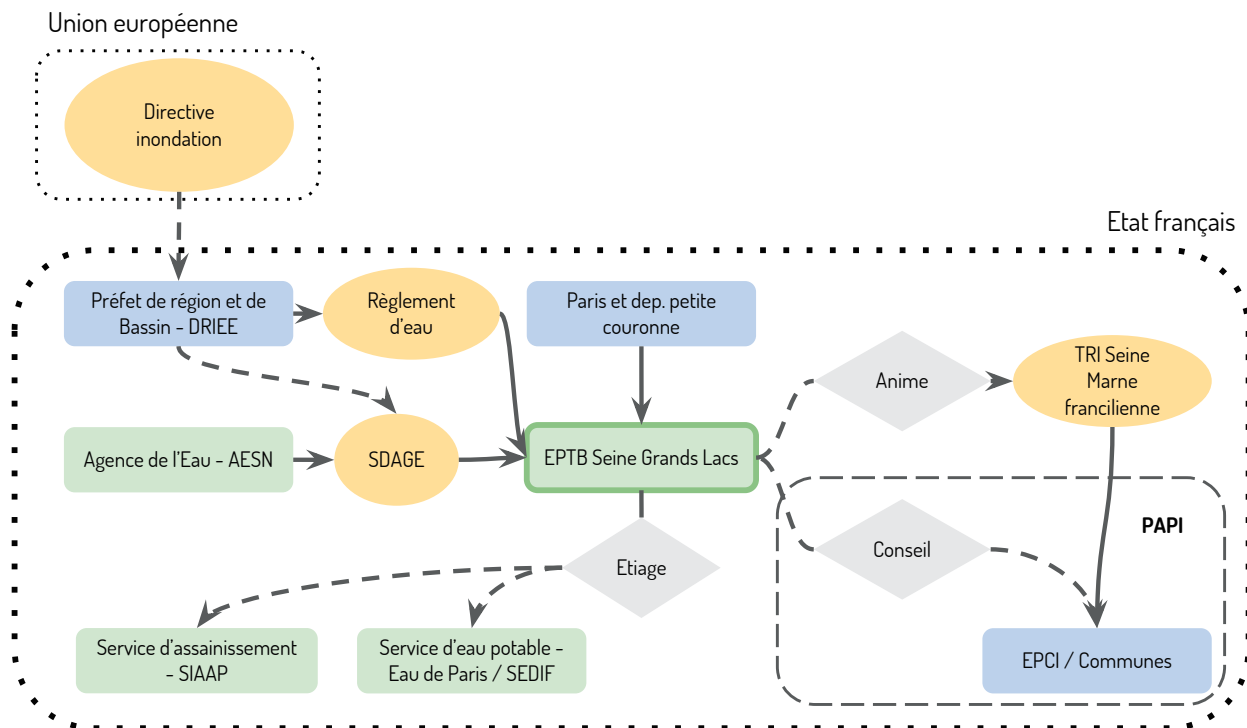 Union européenne
Directive
inondation
Etat français
Préfet de région et de
Bassin - DRIEE
Règlement
d'eau
Paris et dep. petite
couronne
Anime
TRI Seine
Marne
francilienne
Agence de l'Eau - AESN
SDAGE
EPTB Seine Grands Lacs
PAPI
Conseil
Etiage
Service d'assainissement
- SIAAP
Service d'eau potable -
Eau de Paris / SEDIF
EPCI / Communes